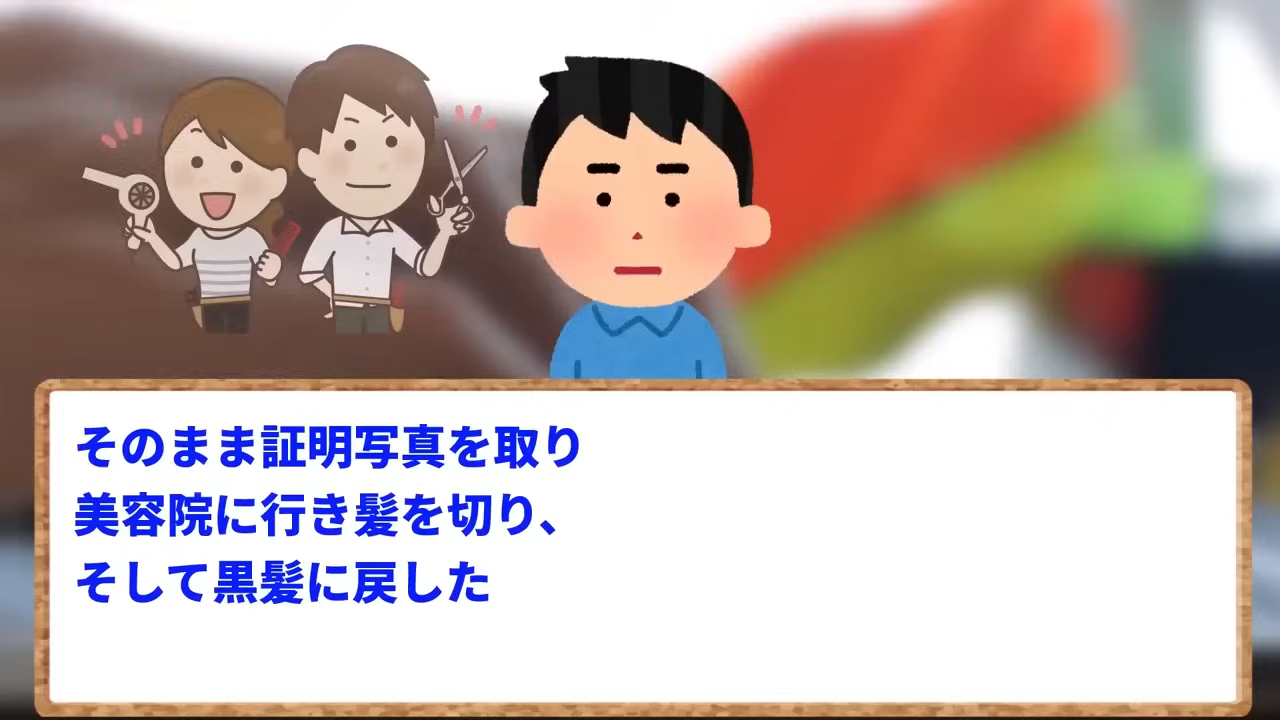 そのまま証明写真を取り
美容院に行き髪を切り、
そして黒髪に戻した